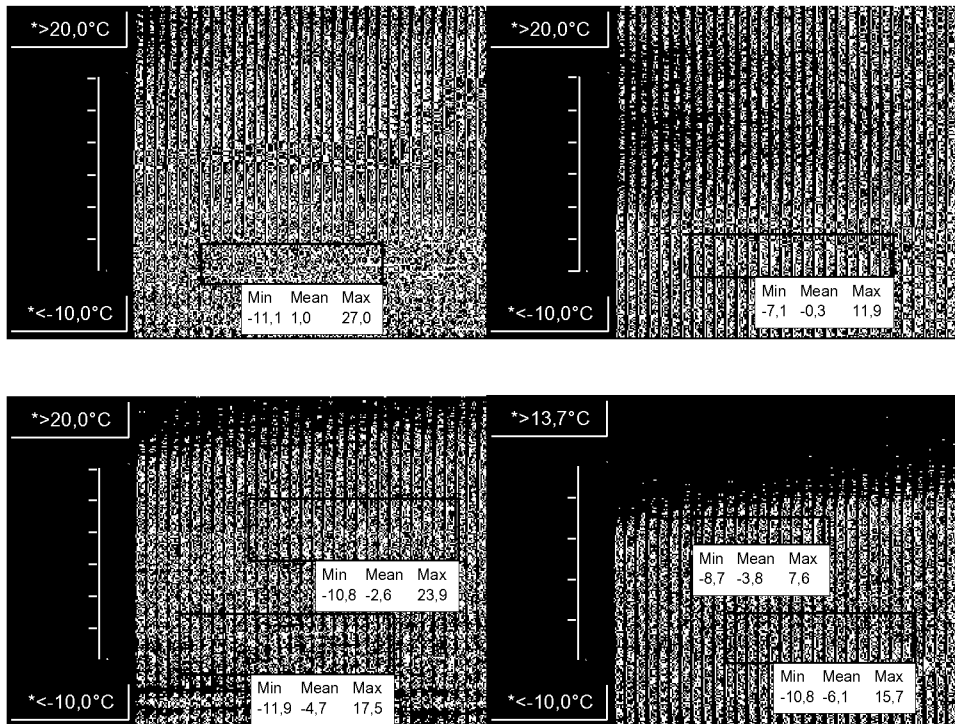 *>20,0°C
Min Mean Max
-11,1 1,0 27,0
*<-10,0°C
*>20,0°C
Min Mean Max
-7,1 -0,3 11,9
*<-10,0°C
*>20,0°C
Min Mean Max
-10,8 -2,6 23,9
Min Mean Max
-11,9 -4,7 17,5
*<-10,0°C
*>13,7°C
Min Mean Max
-8,7 -3,8 7,6
Min Mean Max
-10,8 -6,1 15,7
*<-10,0°C